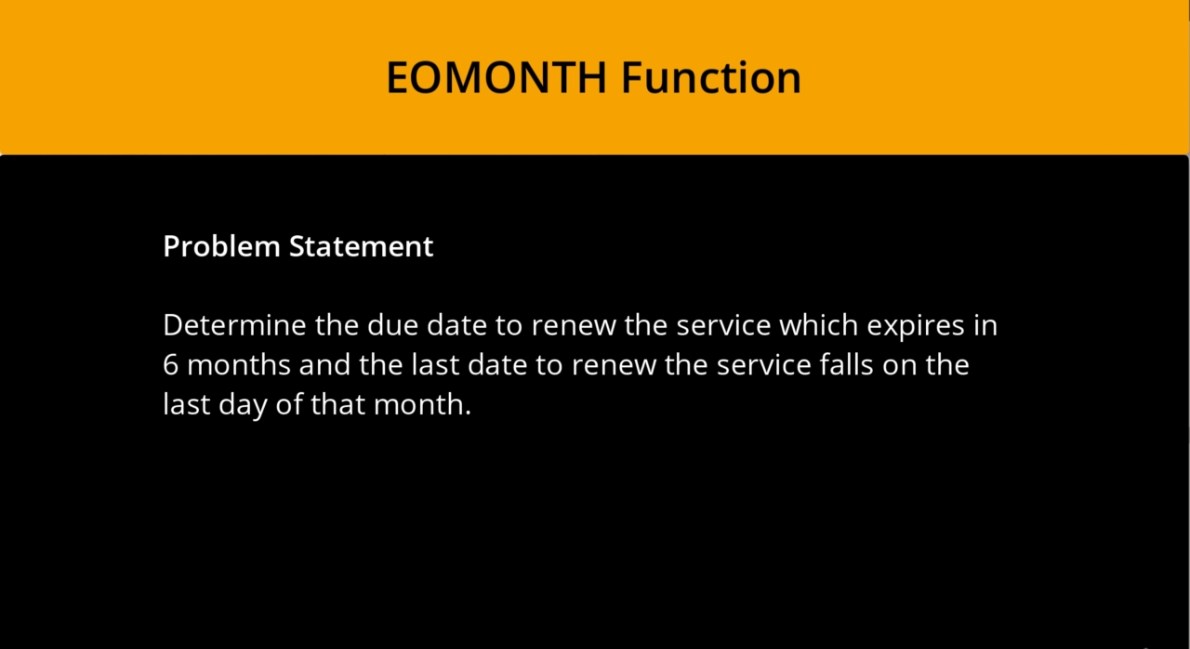 EOMONTH Function
Problem Statement
Determine the due date to renew the service which expires in
6 months and the last date to renew the service falls on the
last day of that month.